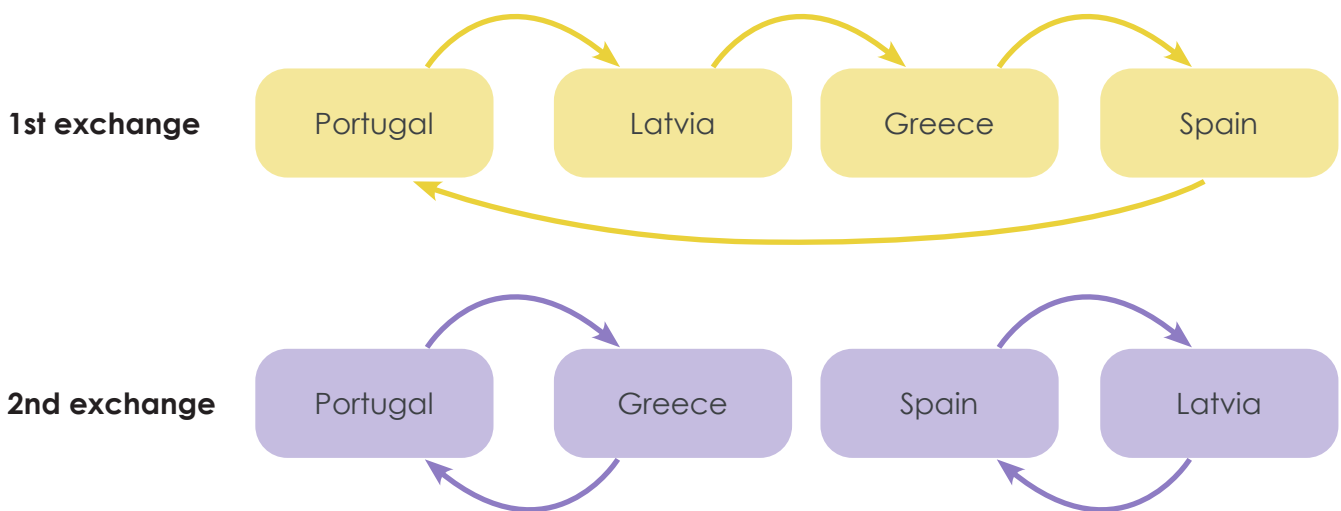 1st exchange
Portugal
Latvia
Greece
Spain
2nd exchange
Portugal
Greece
Spain
Latvia